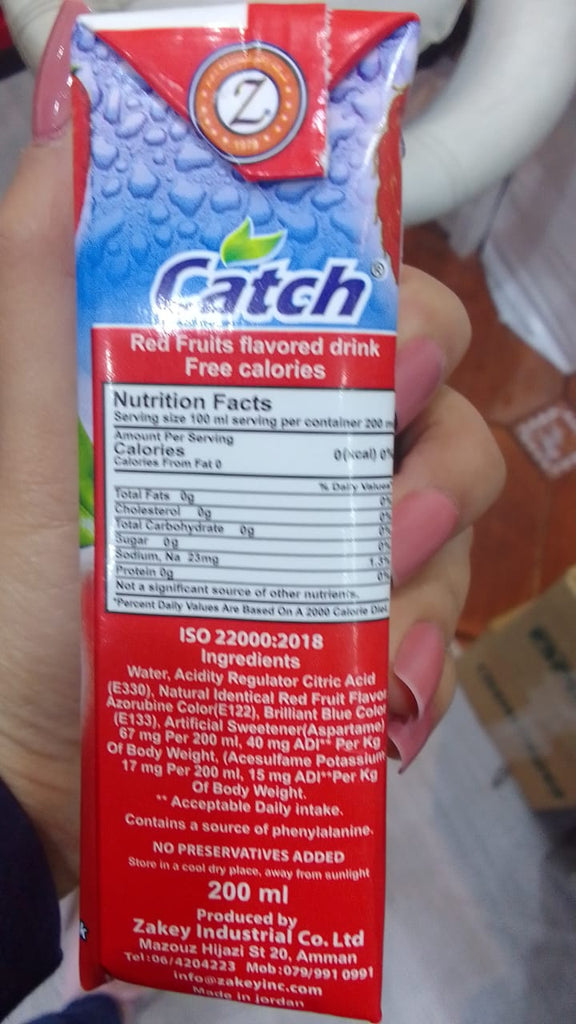 Z
1978
Catch®
Red Fruits flavored drink
Free calories
Nutrition Facts
Serving size 100 ml serving per container 200 m
Amount Per Serving
Calories 0(kcal) 0%
Calories From Fat 0
% Daily Values*
Total Fats 0g 0%
Cholesterol 0g 0%
Total Carbohydrate 0g 0%
Sugar 0g 0%
Sodium, Na 23mg 1.3%
Protein 0g 0%
Not a significant source of other nutrients.
*Percent Daily Values Are Based On A 2000 Calorie Diet.
ISO 22000:2018
Ingredients
Water, Acidity Regulator Citric Acid
(E330), Natural Identical Red Fruit Flavor
Azorubine Color(E122), Brilliant Blue Color
(E133), Artificial Sweetener(Aspartame)
67 mg Per 200 ml, 40 mg ADI** Per Kg
Of Body Weight, (Acesulfame Potassium
17 mg Per 200 ml, 15 mg ADI**Per Kg
Of Body Weight.
** Acceptable Daily intake.
Contains a source of phenylalanine.
NO PRESERVATIVES ADDED
Store in a cool dry place, away from sunlight
200 ml
Produced by
Zakey Industrial Co. Ltd
Mazouz Hijazi St 20, Amman
Tel:06/4204223 Mob:079/991 0991
info@zakeyinc.com
Made in jordan